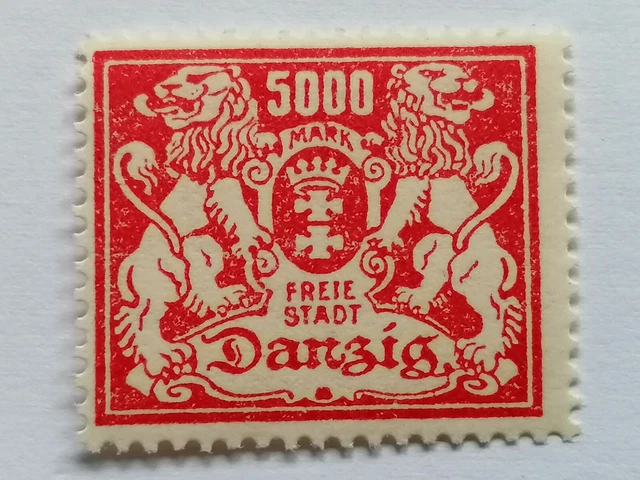 5000
MARK
FREIE
STADT
Danzig